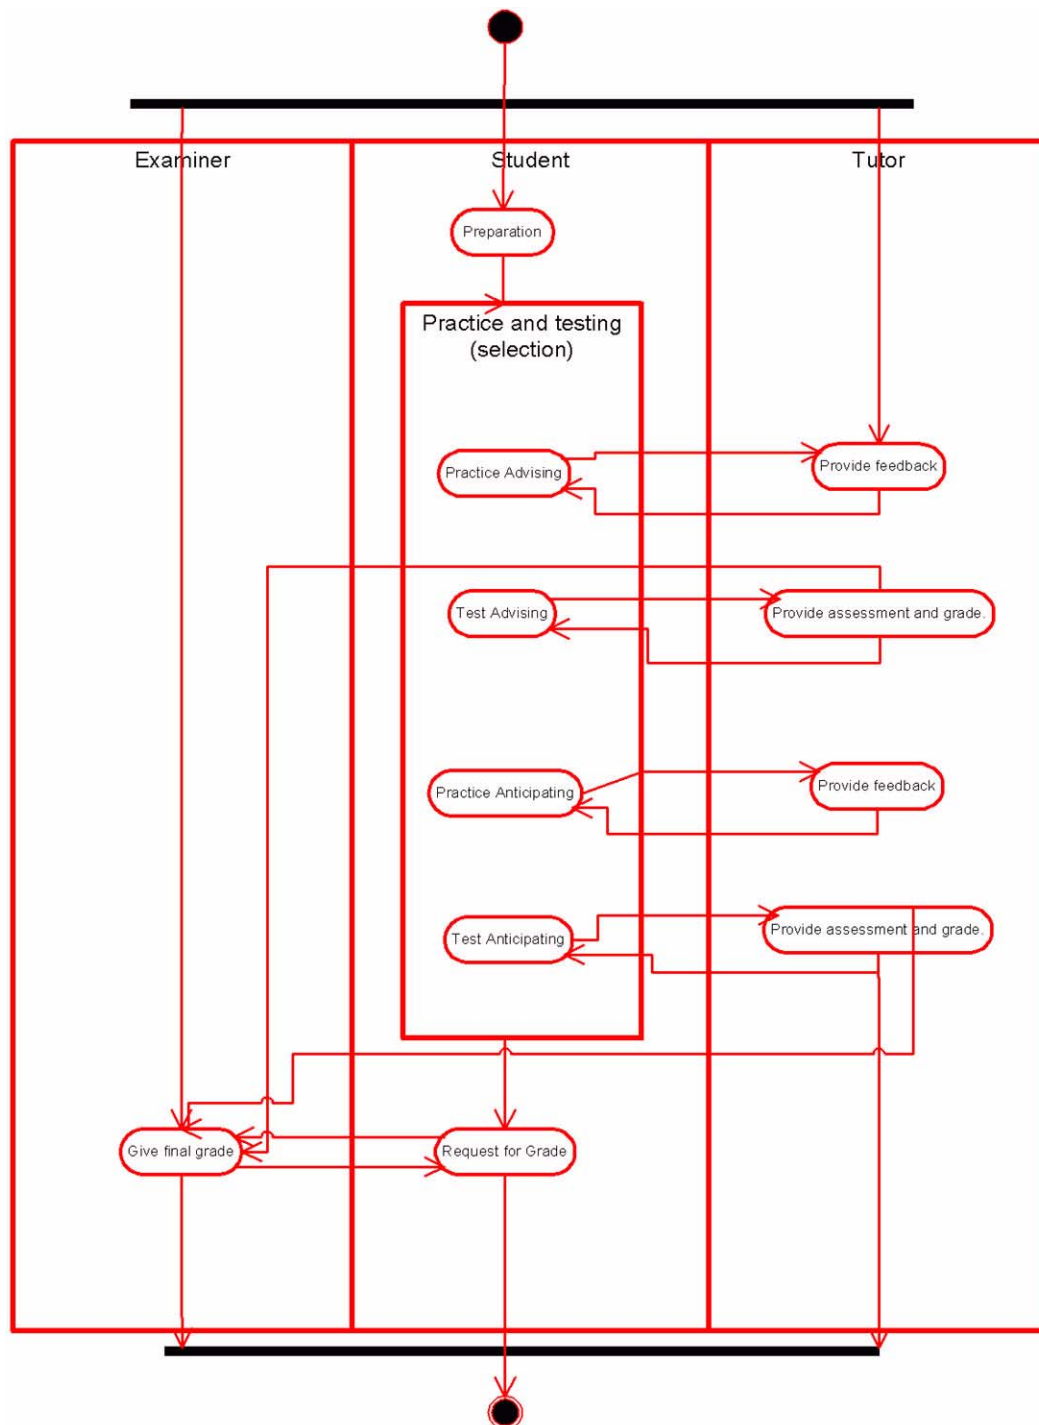 Examiner
Student
Tutor
Preparation
Practice and testing
(selection)
Practice Advising
Provide feedback
Test Advising
Provide assessment and grade.
Practice Anticipating
Provide feedback
Test Anticipating
Provide assessment and grade.
Give final grade
Request for Grade